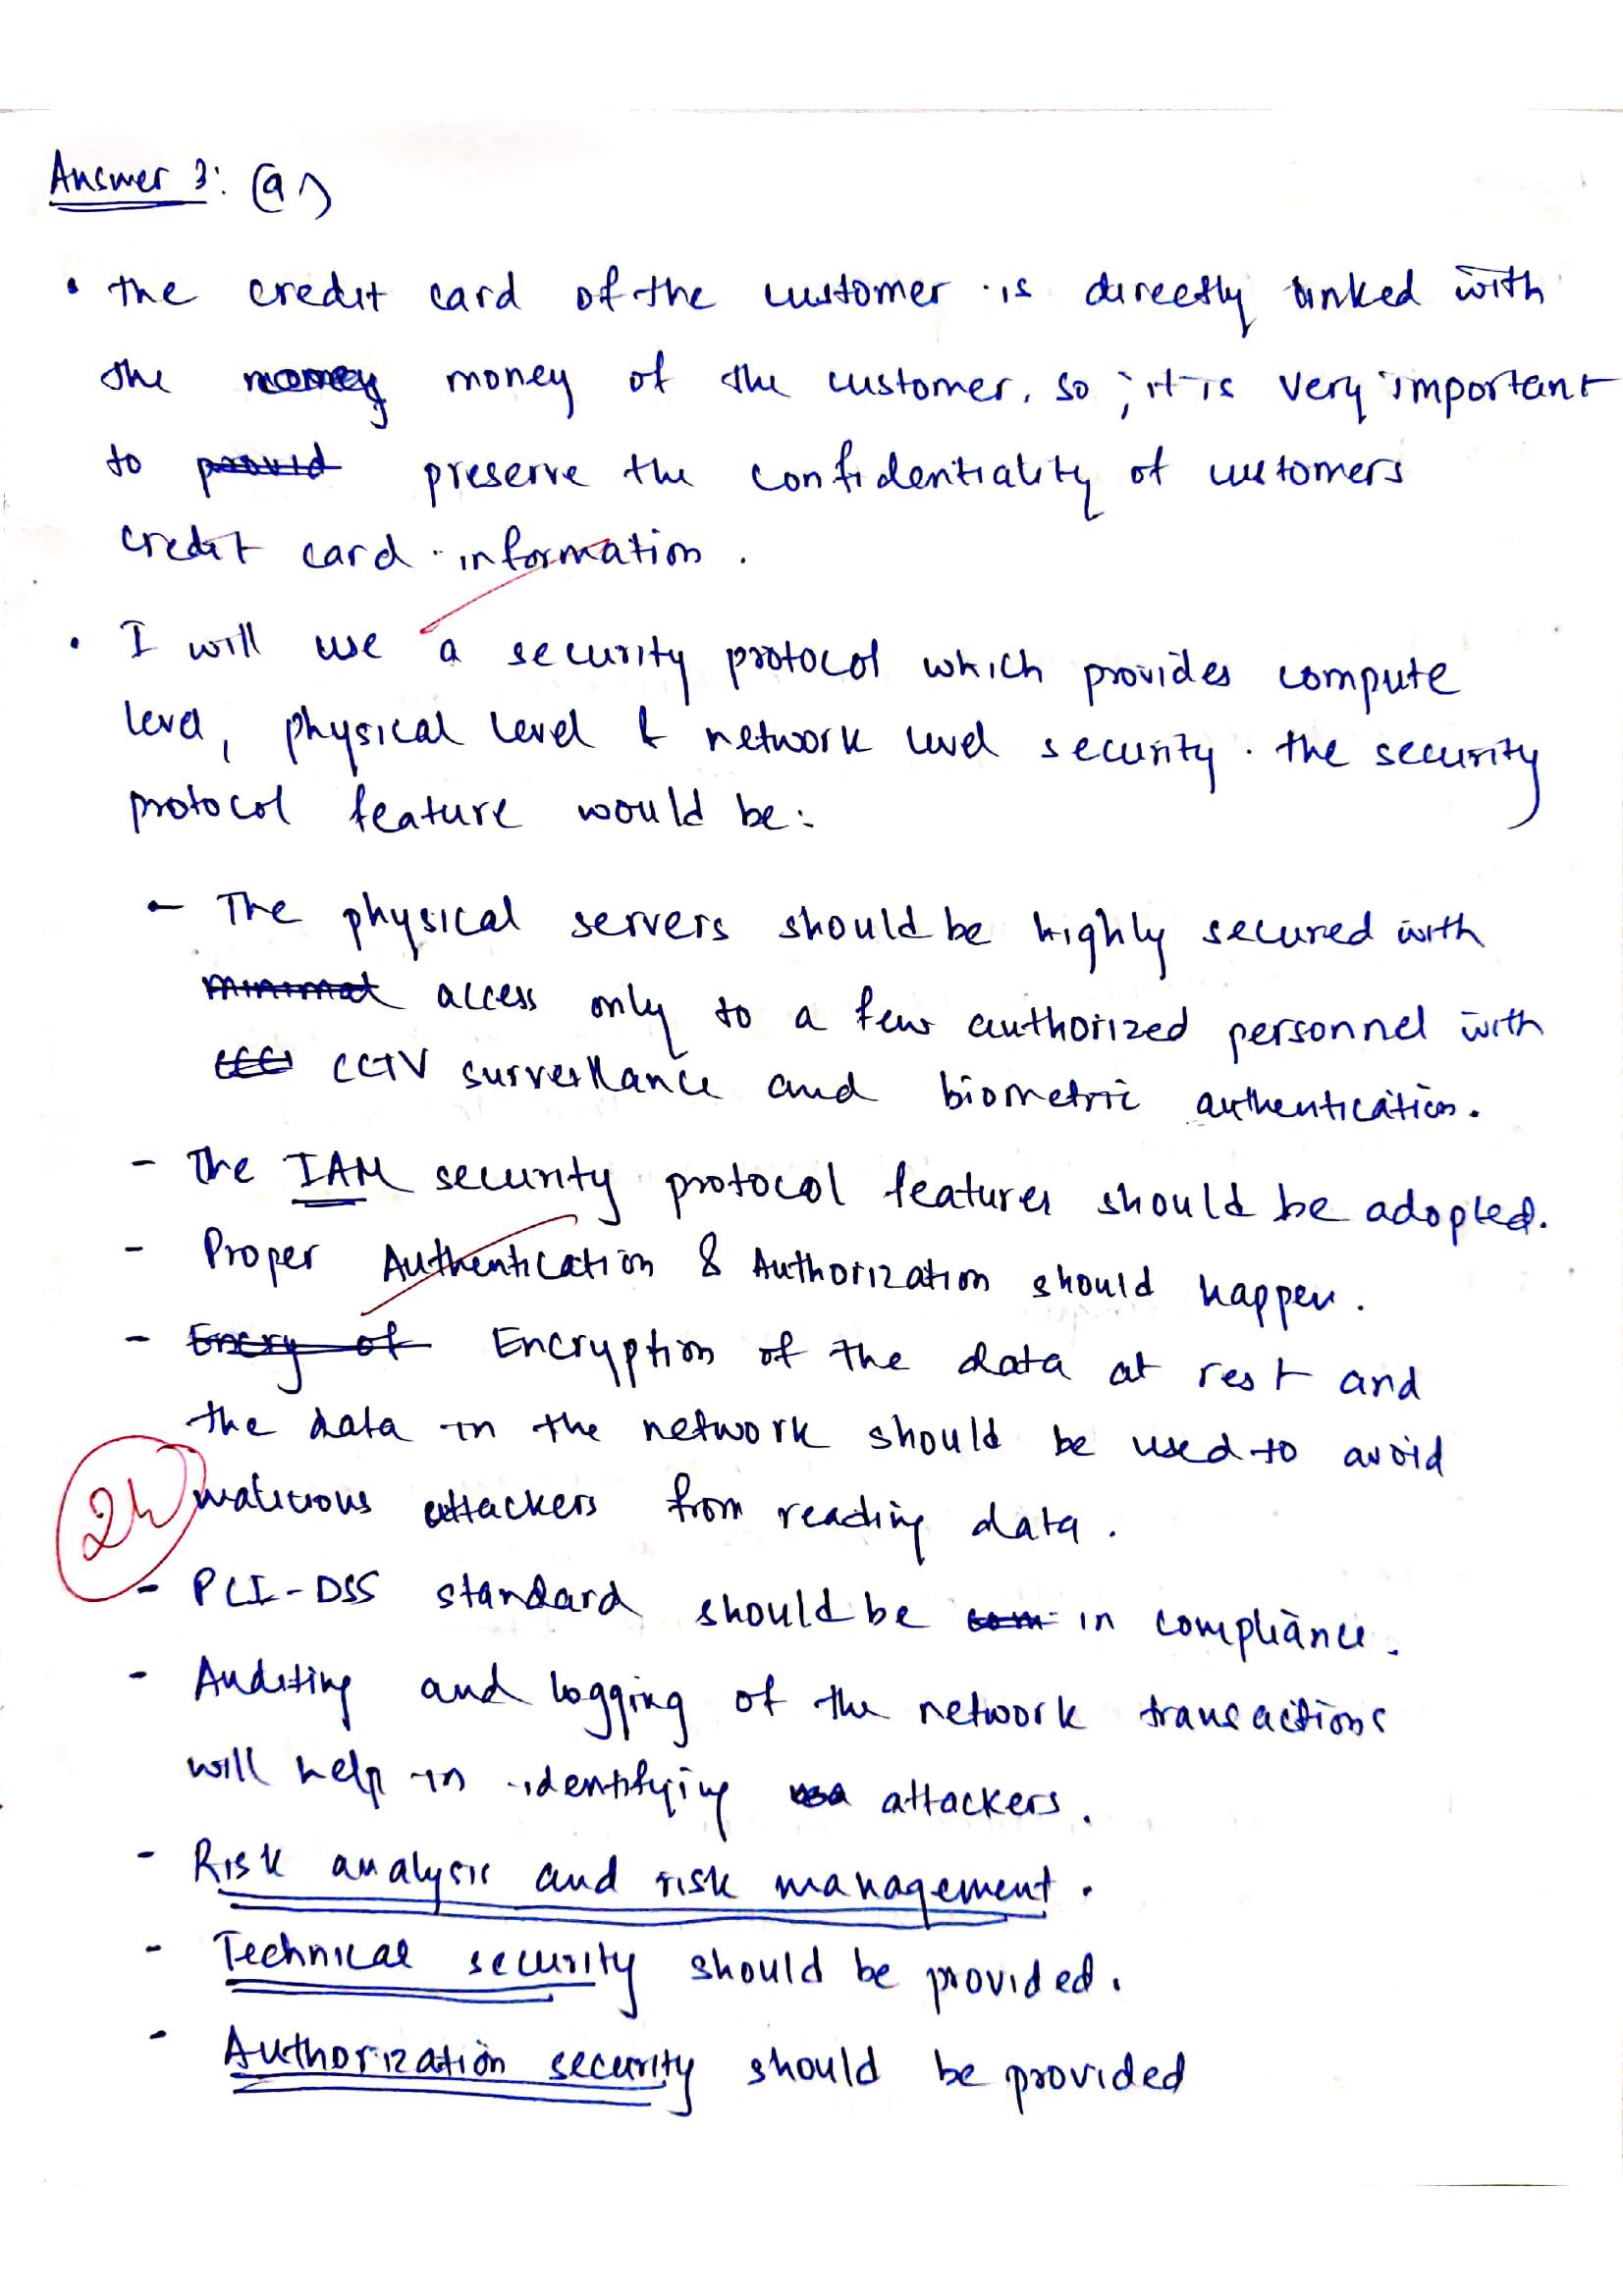 Answer 3: (a)
• the credit card of the customer is directly linked with
the money money of the customer. so, it is very important
to provid preserve the confidentiality of customers
credit card information.
• I will use a security protocol which provides compute
level, physical level & network level security. the security
protocol feature would be:
- The physical servers should be highly secured with
minimal access only to a few authorized personnel with
CCTV surveillance and biometric authentication.
- The IAM security protocol features should be adopted.
- Proper Authentication & Authorization should happen.
- Encry of Encryption of the data at rest and
the data in the network should be used to avoid
malicious attackers from reading data.
- PCI-DSS standard should be com in compliance.
- Auditing and logging of the network transactions
will help in identifying attackers.
- Risk analysis and risk management.
- Technical security should be provided.
- Authorization security should be provided